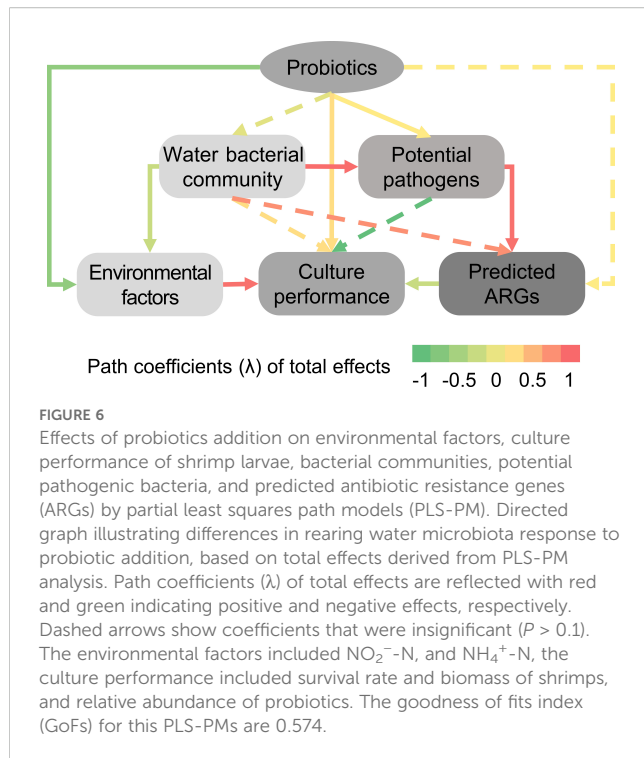 Probiotics
Water bacterial
community
Potential
pathogens
Environmental
factors
Culture
performance
Predicted
ARGs
Path coefficients (λ) of total effects
-1 -0.5 0 0.5 1
FIGURE 6
Effects of probiotics addition on environmental factors, culture
performance of shrimp larvae, bacterial communities, potential
pathogenic bacteria, and predicted antibiotic resistance genes
(ARGs) by partial least squares path models (PLS-PM). Directed
graph illustrating differences in rearing water microbiota response to
probiotic addition, based on total effects derived from PLS-PM
analysis. Path coefficients (λ) of total effects are reflected with red
and green indicating positive and negative effects, respectively.
Dashed arrows show coefficients that were insignificant (P > 0.1).
The environmental factors included NO₂⁻-N, and NH₄⁺-N, the
culture performance included survival rate and biomass of shrimps,
and relative abundance of probiotics. The goodness of fits index
(GoFs) for this PLS-PMs are 0.574.